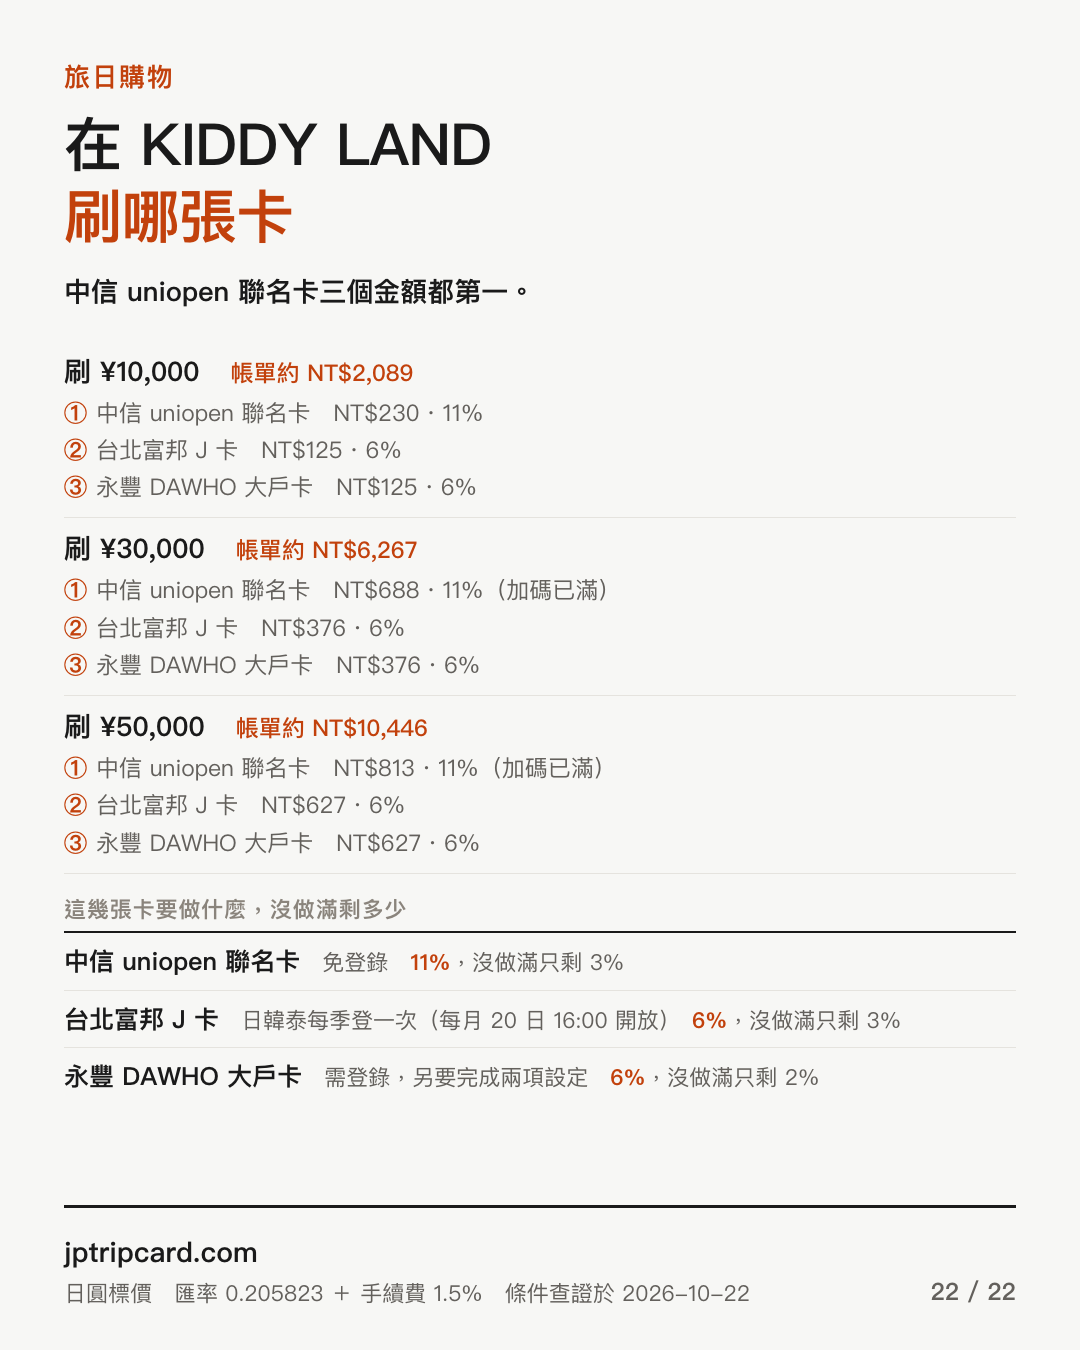 旅日購物
在 KIDDY LAND
刷哪張卡
中信 uniopen 聯名卡三個金額都第一。
刷 ¥10,000 帳單約 NT$2,089
① 中信 uniopen 聯名卡 NT$230 · 11%
② 台北富邦 J 卡 NT$125 · 6%
③ 永豐 DAWHO 大戶卡 NT$125 · 6%
刷 ¥30,000 帳單約 NT$6,267
① 中信 uniopen 聯名卡 NT$688 · 11%（加碼已滿）
② 台北富邦 J 卡 NT$376 · 6%
③ 永豐 DAWHO 大戶卡 NT$376 · 6%
刷 ¥50,000 帳單約 NT$10,446
① 中信 uniopen 聯名卡 NT$813 · 11%（加碼已滿）
② 台北富邦 J 卡 NT$627 · 6%
③ 永豐 DAWHO 大戶卡 NT$627 · 6%
這幾張卡要做什麼，沒做滿剩多少
中信 uniopen 聯名卡 免登錄 11%，沒做滿只剩 3%
台北富邦 J 卡 日韓泰每季登一次（每月 20 日 16:00 開放） 6%，沒做滿只剩 3%
永豐 DAWHO 大戶卡 需登錄，另要完成兩項設定 6%，沒做滿只剩 2%
jptripcard.com
日圓標價 匯率 0.205823 ＋ 手續費 1.5% 條件查證於 2026–10–22
22 / 22